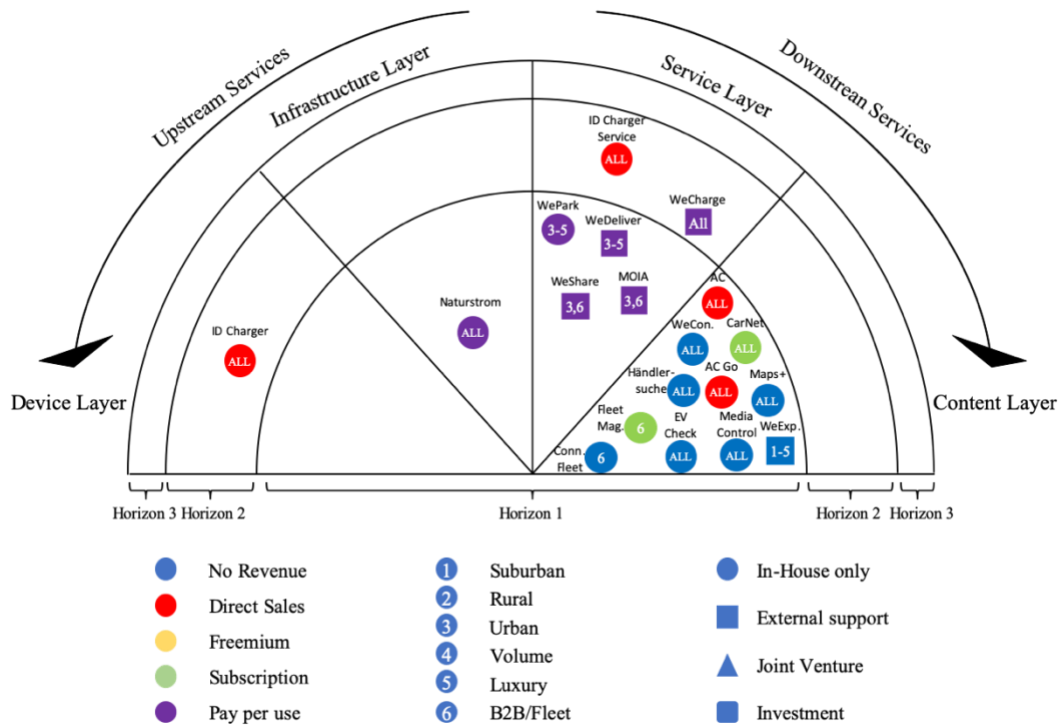 Upstream Services
Infrastructure Layer
Service Layer
Downstrean Services
ID Charger
Service
ALL
WePark
3-5
WeDeliver
3-5
WeCharge
All
WeShare
3,6
MOIA
3,6
Naturstrom
ALL
ID Charger
ALL
AC
ALL
WeCon.
ALL
CarNet
ALL
Händler-
suche
ALL
AC Go
ALL
Maps+
ALL
Fleet
Mag.
6
EV
Check
ALL
Media
Control
ALL
WeExp.
1-5
Conn.
Fleet
6
Device Layer
Content Layer
Horizon 3
Horizon 2
Horizon 1
Horizon 2
Horizon 3
No Revenue
Direct Sales
Freemium
Subscription
Pay per use
1 Suburban
2 Rural
3 Urban
4 Volume
5 Luxury
6 B2B/Fleet
In-House only
External support
Joint Venture
Investment